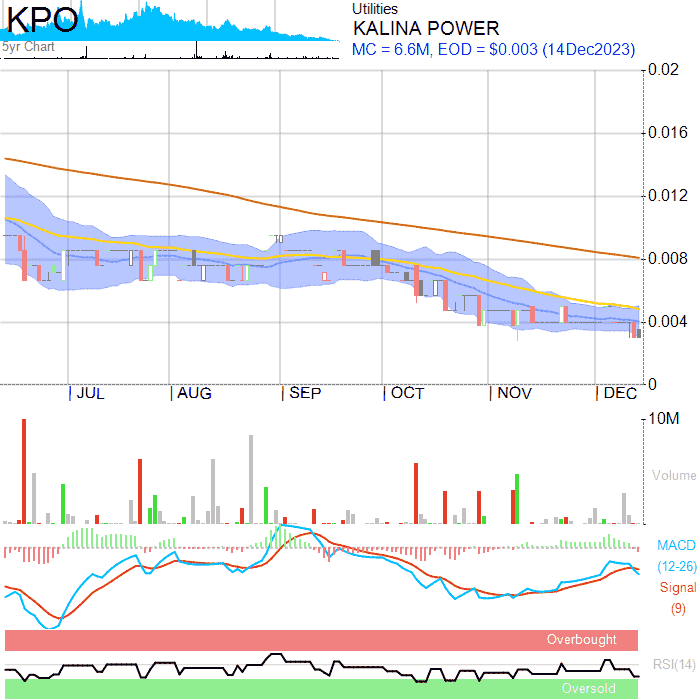 KPO
5yr Chart
Utilities
KALINA POWER
MC = 6.6M, EOD = $0.003 (14Dec2023)
0.02
0.016
0.012
0.008
0.004
0
JUL AUG SEP OCT NOV DEC
10M
Volume
MACD
(12-26)
Signal
(9)
Overbought
RSI(14)
Oversold